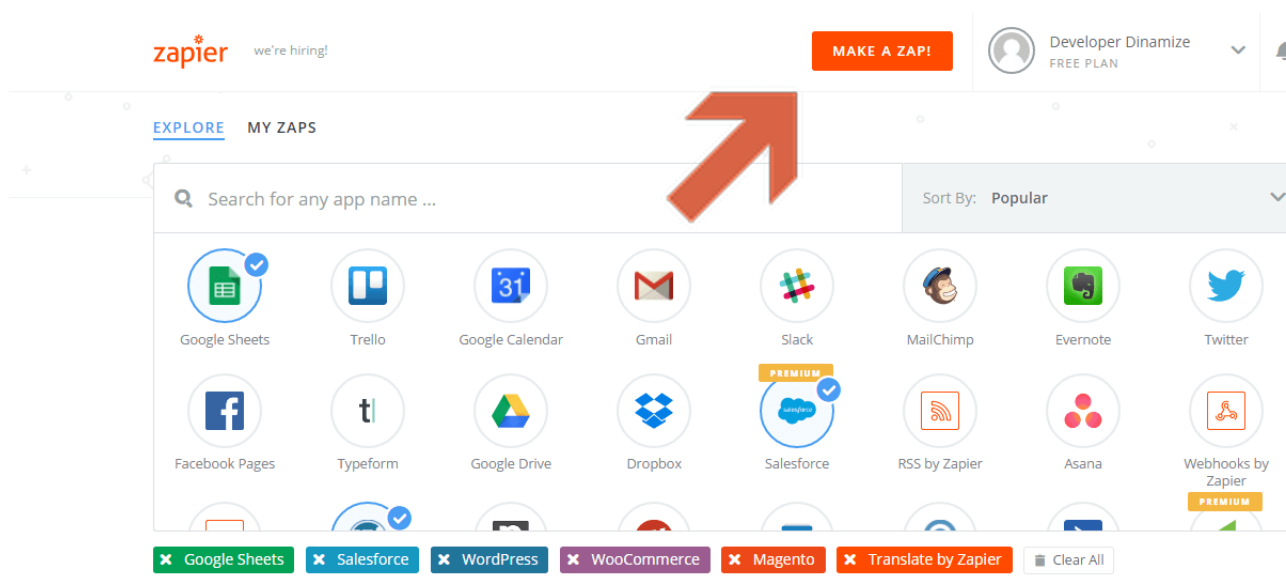 zapier we're hiring!
MAKE A ZAP!
Developer Dinamize
FREE PLAN
EXPLORE MY ZAPS
Search for any app name ...
Sort By: Popular
31
Google Sheets Trello Google Calendar Gmail Slack MailChimp Evernote Twitter
PREMIUM
salesforce
Facebook Pages Typeform Google Drive Dropbox Salesforce RSS by Zapier Asana Webhooks by
Zapier
PREMIUM
Google Sheets Salesforce WordPress WooCommerce Magento Translate by Zapier Clear All